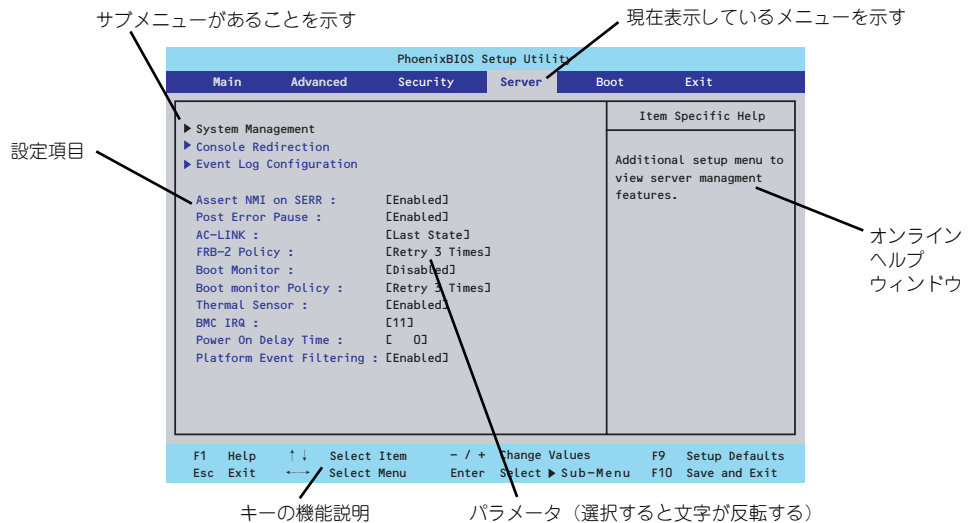 サブメニューがあることを示す
現在表示しているメニューを示す
PhoenixBIOS Setup Utility
Main Advanced Security Server Boot Exit
Item Specific Help
▶ System Management
▶ Console Redirection
▶ Event Log Configuration
Additional setup menu to
view server managment
features.
設定項目
Assert NMI on SERR : [Enabled]
Post Error Pause : [Enabled]
AC-LINK : [Last State]
FRB-2 Policy : [Retry 3 Times]
Boot Monitor : [Disabled]
Boot monitor Policy : [Retry 3 Times]
Thermal Sensor : [Enabled]
BMC IRQ : [11]
Power On Delay Time : [ 0]
Platform Event Filtering : [Enabled]
オンライン
ヘルプ
ウィンドウ
F1 Help ↑↓ Select Item - / + Change Values F9 Setup Defaults
Esc Exit ←→ Select Menu Enter Select ▶ Sub-Menu F10 Save and Exit
キーの機能説明
パラメータ（選択すると文字が反転する）